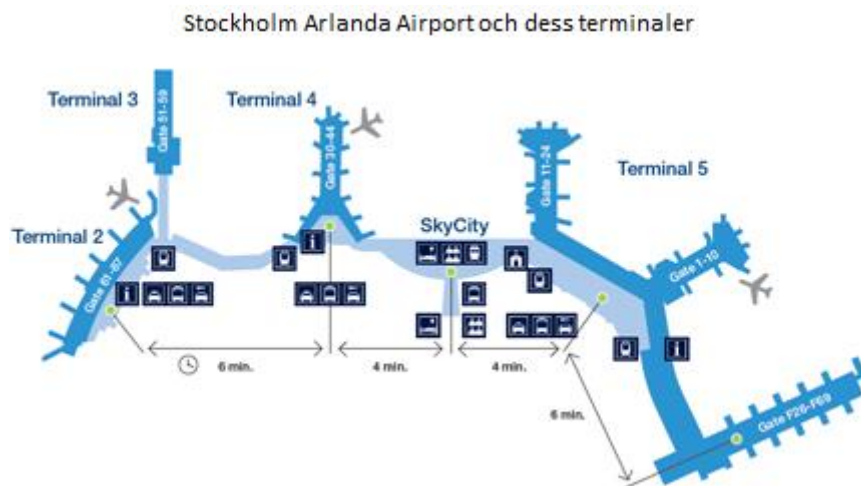 Stockholm Arlanda Airport och dess terminaler
Terminal 3
Gate 51-59
Terminal 4
Gate 30-44
Gate 11-24
Terminal 5
SkyCity
Terminal 2
Gate 61-67
Gate 1-10
6 min.
4 min.
4 min.
6 min.
Gate F26-F69